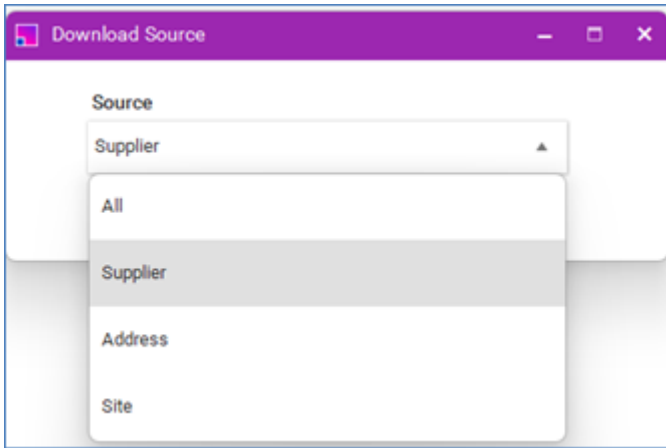 Download Source
Source
Supplier
All
Supplier
Address
Site